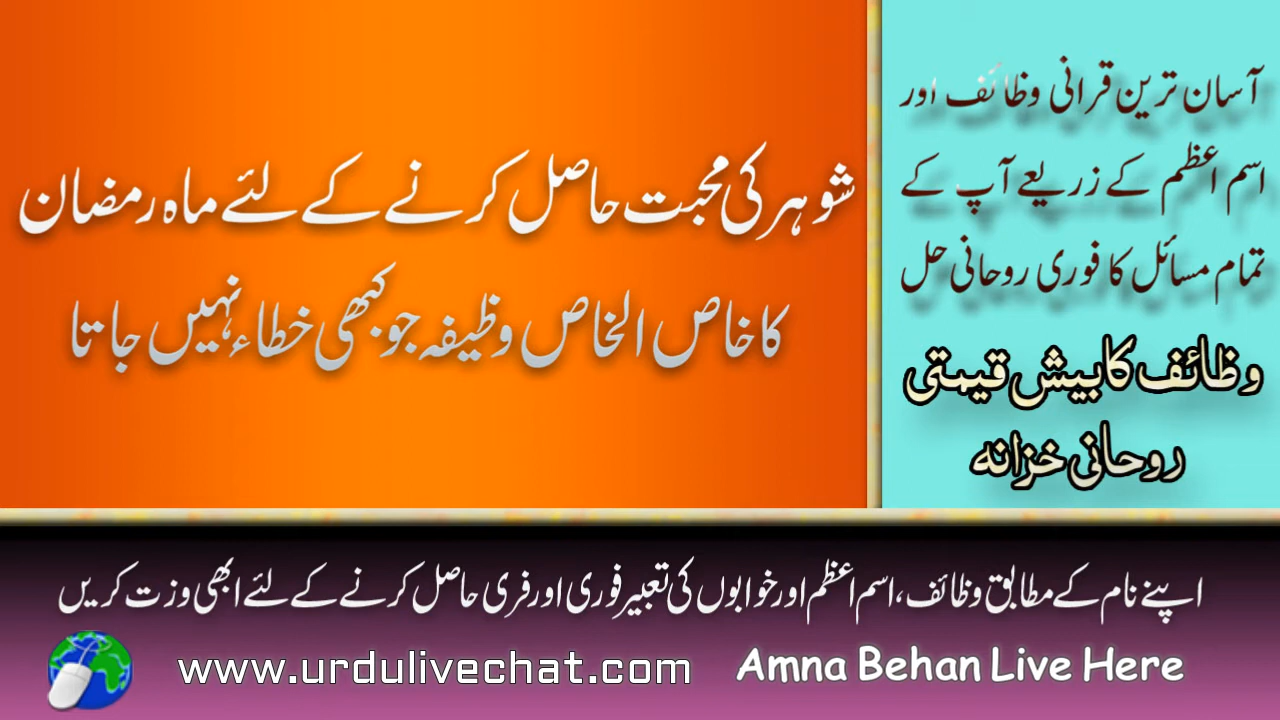 شوہر کی محبت حاصل کرنے کے لئے ماہ رمضان
کا خاص الخاص وظیفہ جو کبھی خطاء نہیں جاتا
آسان ترین قرانی وظائف اور
اسم اعظم کے زریعے آپ کے
تمام مسائل کا فوری روحانی حل
وظائف کا بیش قیمتی
روحانی خزانہ
اپنے نام کے مطابق وظائف، اسم اعظم اور خوابوں کی تعبیر فوری اور فری حاصل کرنے کے لئے ابھی وزت کریں
www.urdulivechat.com Amna Behan Live Here